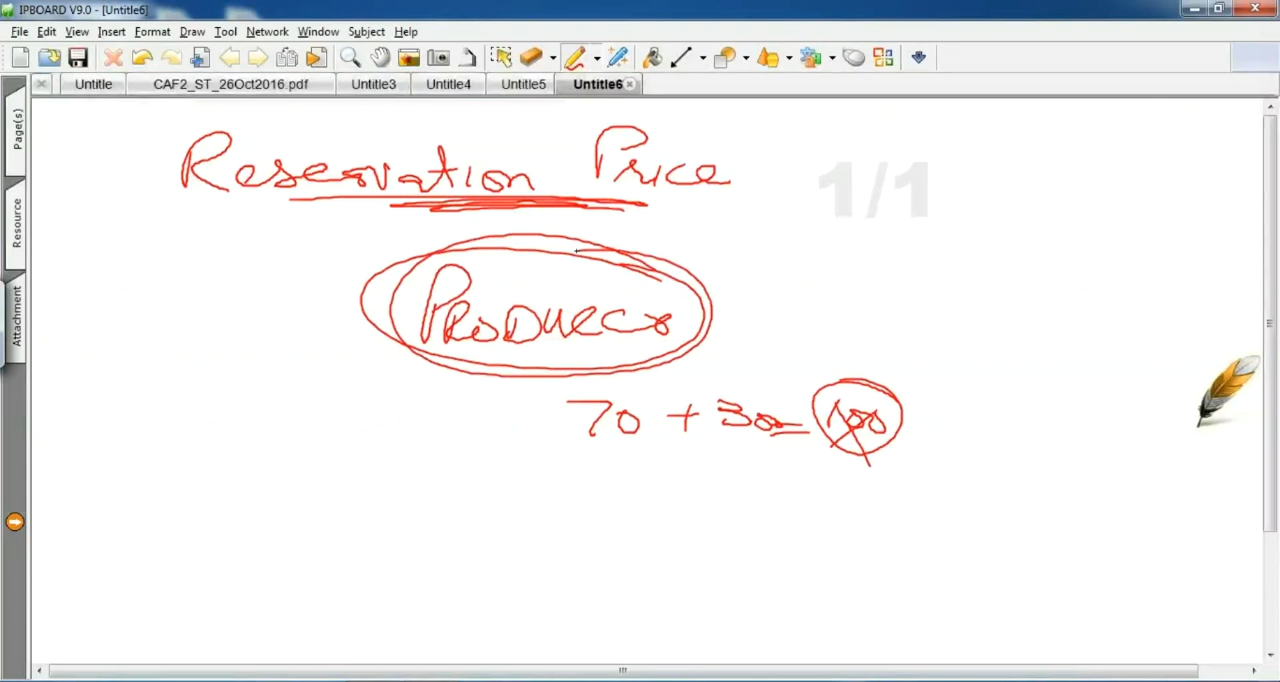 IPBOARD V9.0 - [Untitle6]
File Edit View Insert Format Draw Tool Network Window Subject Help
Untitle CAF2_ST_26Oct2016.pdf Untitle3 Untitle4 Untitle5 Untitle6
Page(s)
Resource
Attachment
Reservation Price
1/1
PRODUCER
70 + 30 = 100